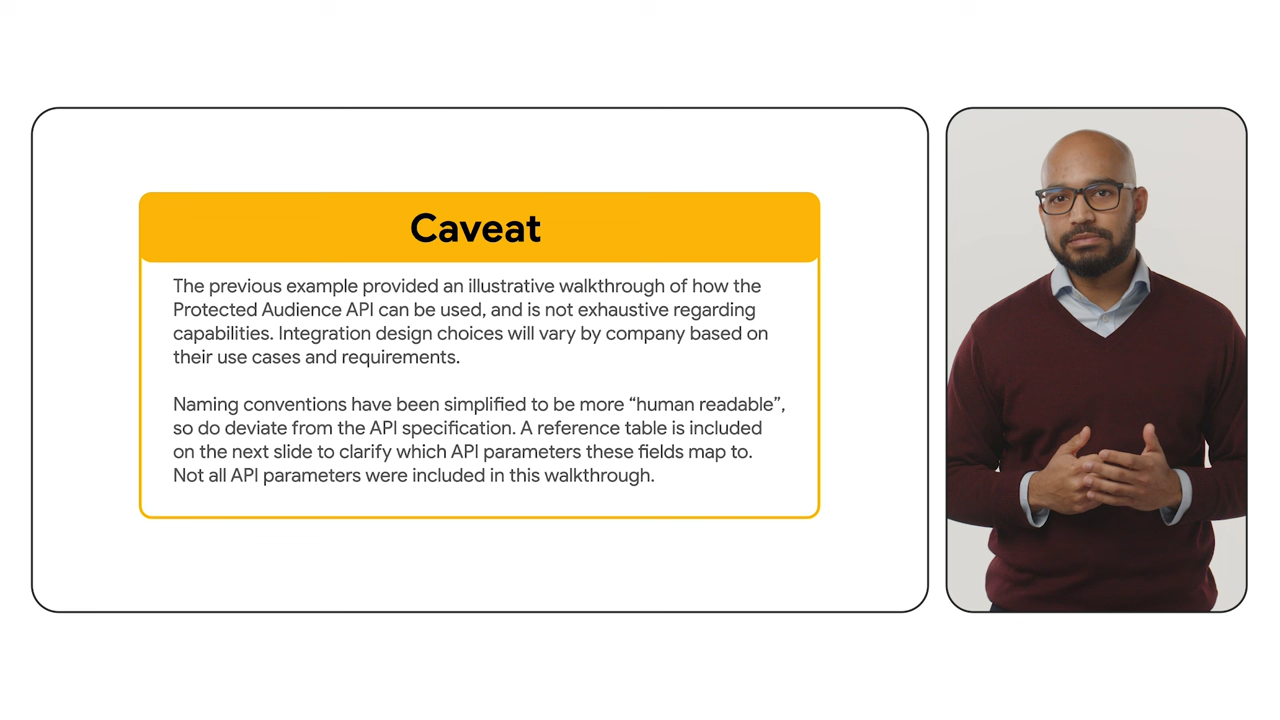 Caveat
The previous example provided an illustrative walkthrough of how the
Protected Audience API can be used, and is not exhaustive regarding
capabilities. Integration design choices will vary by company based on
their use cases and requirements.
Naming conventions have been simplified to be more “human readable”,
so do deviate from the API specification. A reference table is included
on the next slide to clarify which API parameters these fields map to.
Not all API parameters were included in this walkthrough.